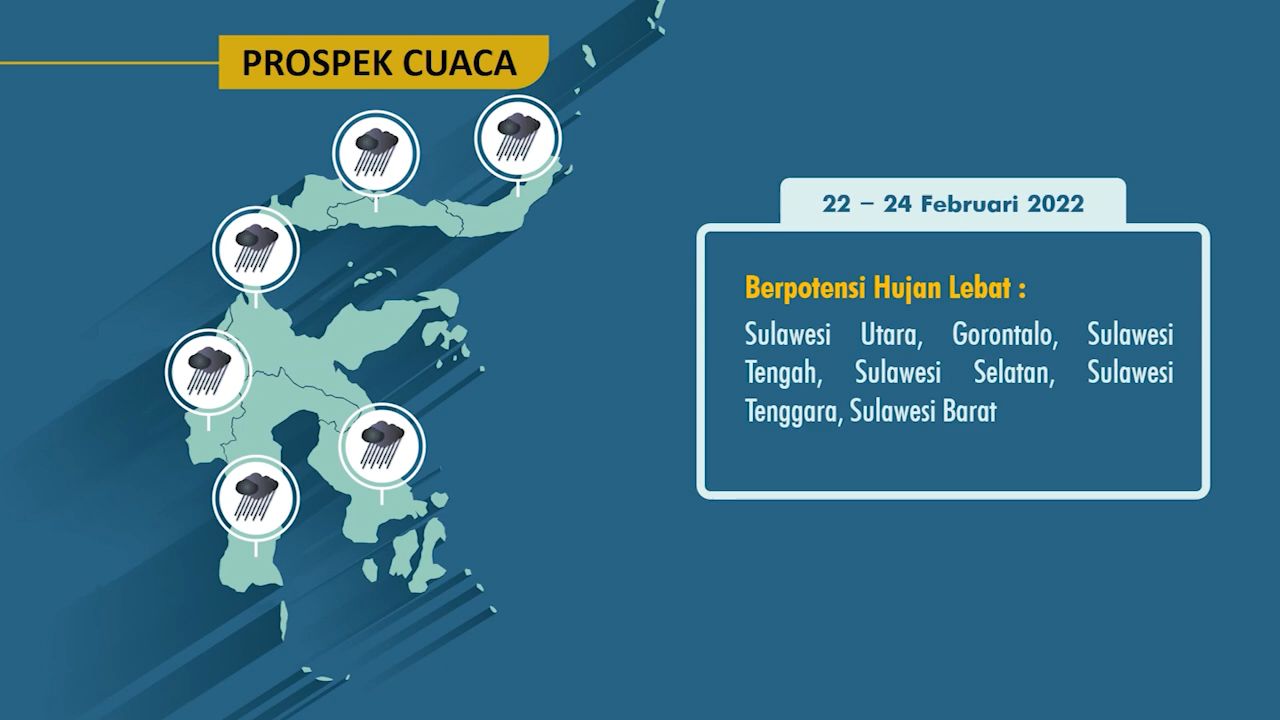 PROSPEK CUACA
22 – 24 Februari 2022
Berpotensi Hujan Lebat :
Sulawesi Utara, Gorontalo, Sulawesi
Tengah, Sulawesi Selatan, Sulawesi
Tenggara, Sulawesi Barat